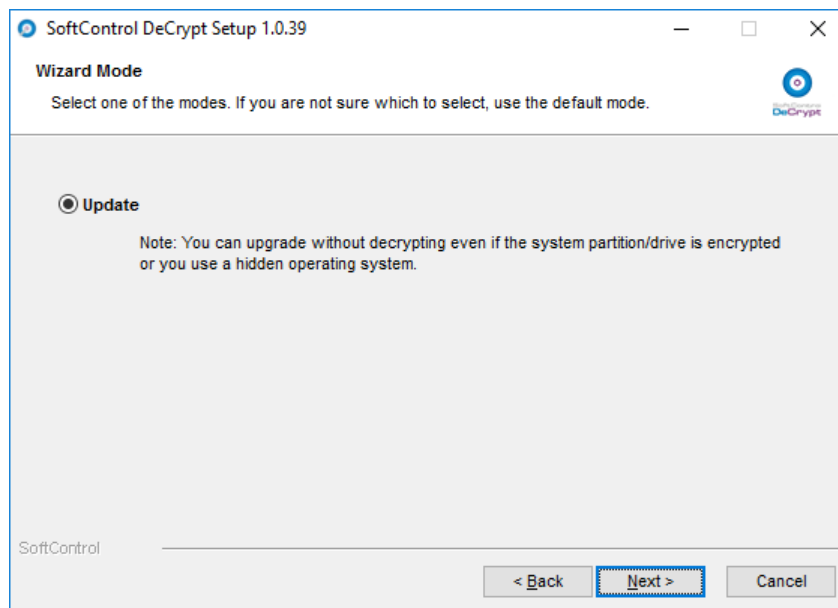 SoftControl DeCrypt Setup 1.0.39
Wizard Mode
Select one of the modes. If you are not sure which to select, use the default mode.
SoftControl
DeCrypt
Update
Note: You can upgrade without decrypting even if the system partition/drive is encrypted
or you use a hidden operating system.
SoftControl
< Back
Next >
Cancel